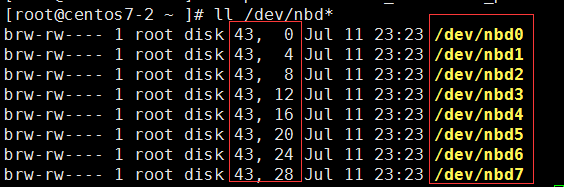 [root@centos7-2 ~ ]# ll /dev/nbd*
brw-rw---- 1 root disk 43,  0 Jul 11 23:23 /dev/nbd0
brw-rw---- 1 root disk 43,  4 Jul 11 23:23 /dev/nbd1
brw-rw---- 1 root disk 43,  8 Jul 11 23:23 /dev/nbd2
brw-rw---- 1 root disk 43, 12 Jul 11 23:23 /dev/nbd3
brw-rw---- 1 root disk 43, 16 Jul 11 23:23 /dev/nbd4
brw-rw---- 1 root disk 43, 20 Jul 11 23:23 /dev/nbd5
brw-rw---- 1 root disk 43, 24 Jul 11 23:23 /dev/nbd6
brw-rw---- 1 root disk 43, 28 Jul 11 23:23 /dev/nbd7